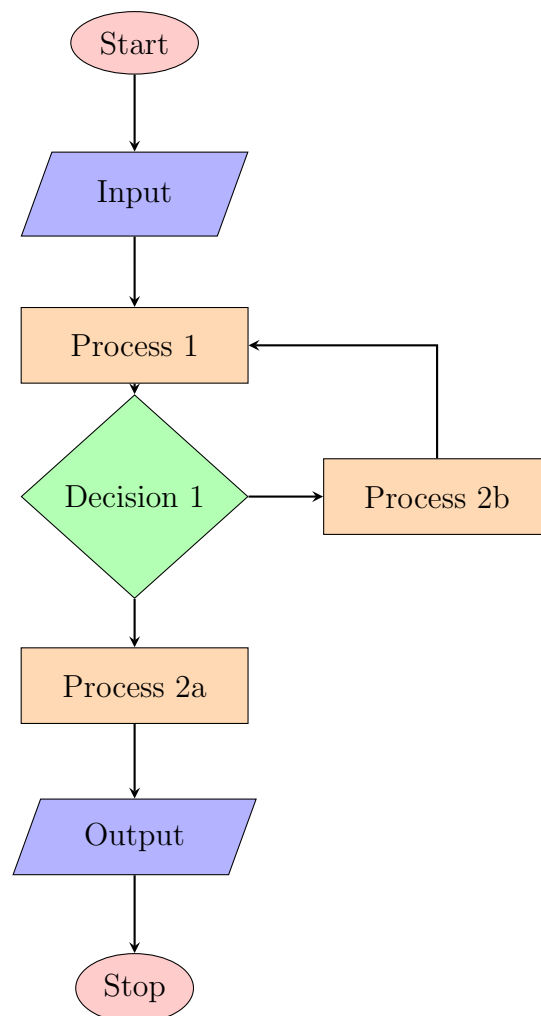 Start
Input
Process 1
Decision 1
Process 2b
Process 2a
Output
Stop